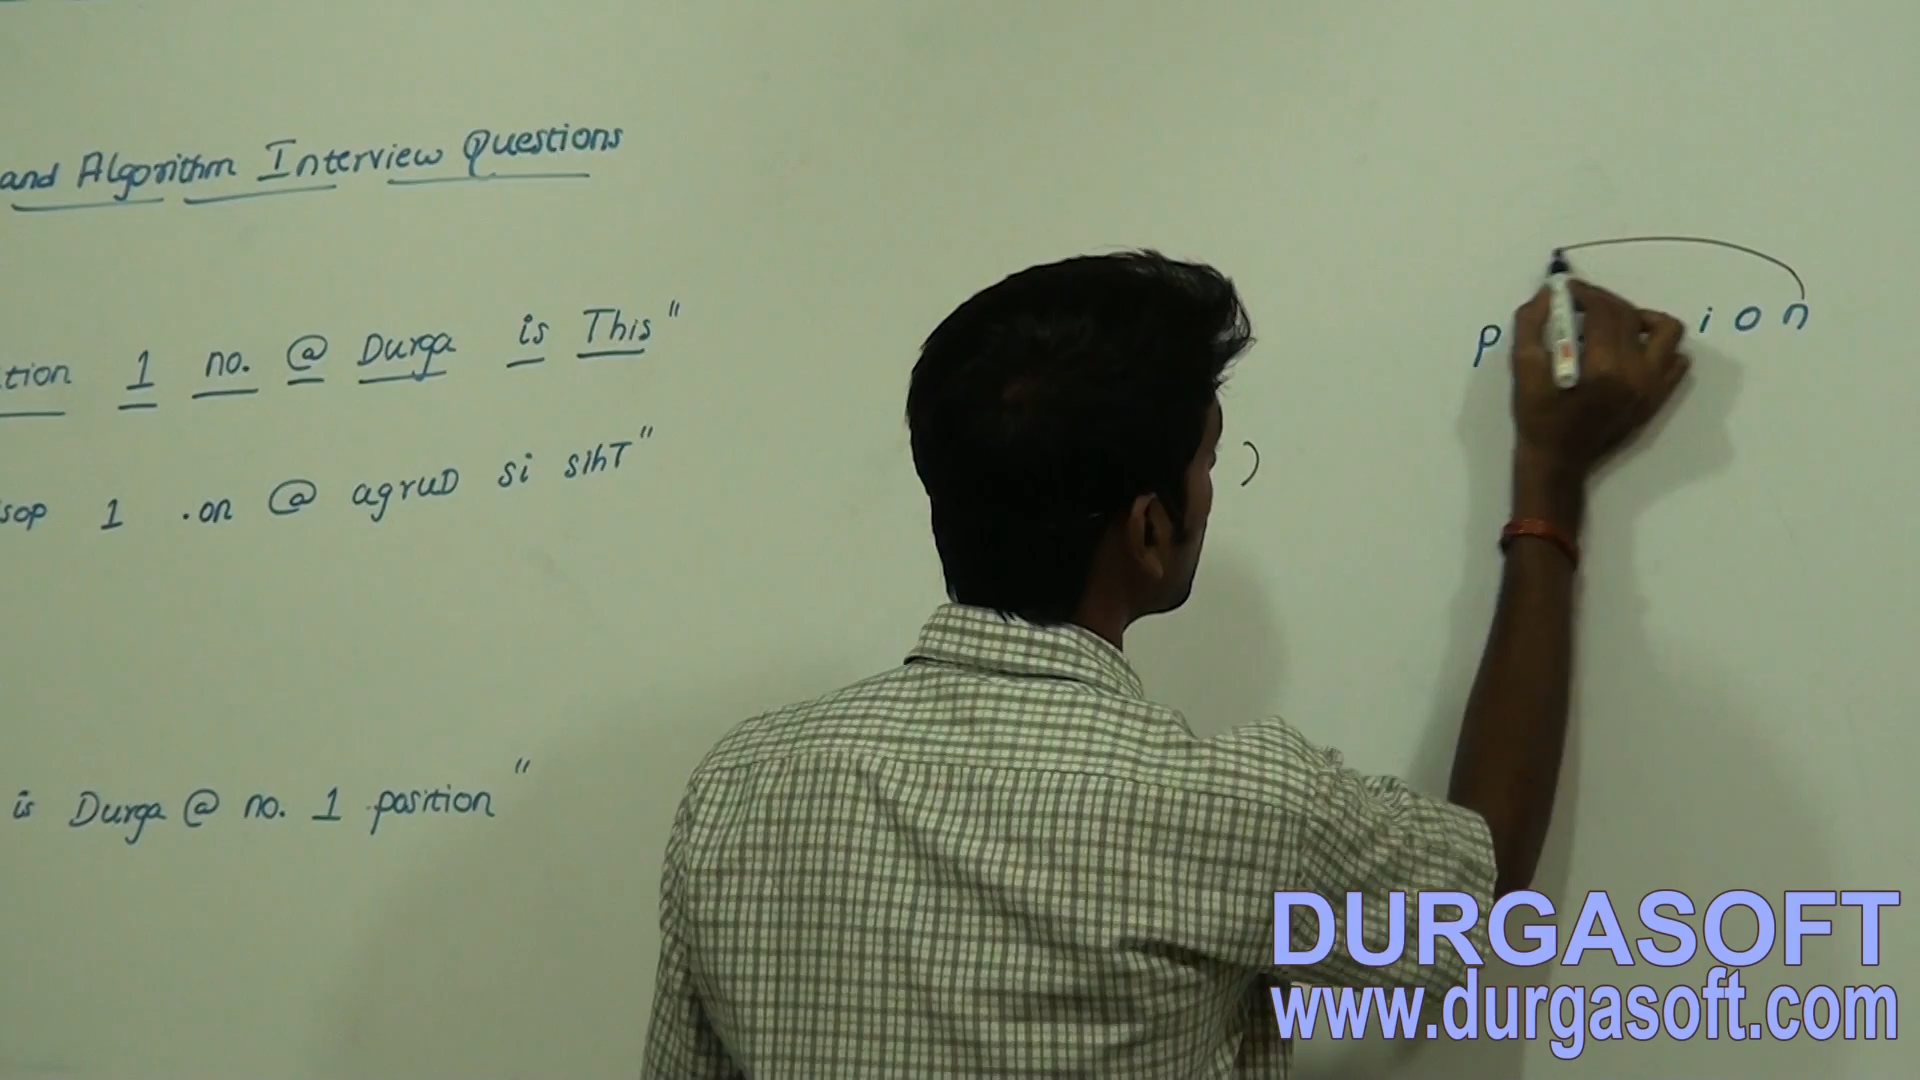 and Algorithm Interview Questions
tion 1 no. @ Durga is This"
sop 1 .on @ agruD si sihT"
is Durga @ no. 1 position"
p i o n
)
DURGASOFT
www.durgasoft.com